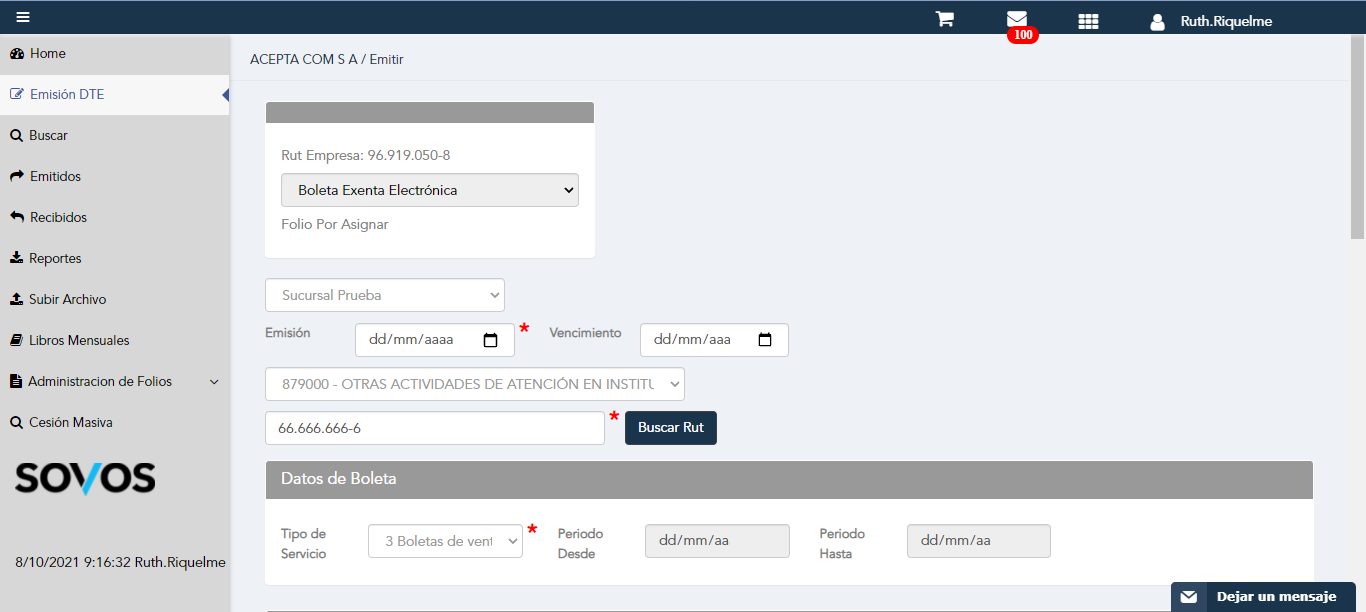 100
Ruth.Riquelme
Home
Emisión DTE
Buscar
Emitidos
Recibidos
Reportes
Subir Archivo
Libros Mensuales
Administracion de Folios
Cesión Masiva
SOVOS
8/10/2021 9:16:32 Ruth.Riquelme
ACEPTA COM S A / Emitir
Rut Empresa: 96.919.050-8
Boleta Exenta Electrónica
Folio Por Asignar
Sucursal Prueba
Emisión dd/mm/aaaa * Vencimiento dd/mm/aaa
879000 - OTRAS ACTIVIDADES DE ATENCIÓN EN INSTITU
66.666.666-6 * Buscar Rut
Datos de Boleta
Tipo de Servicio 3 Boletas de vent * Periodo Desde dd/mm/aa Periodo Hasta dd/mm/aa
Dejar un mensaje